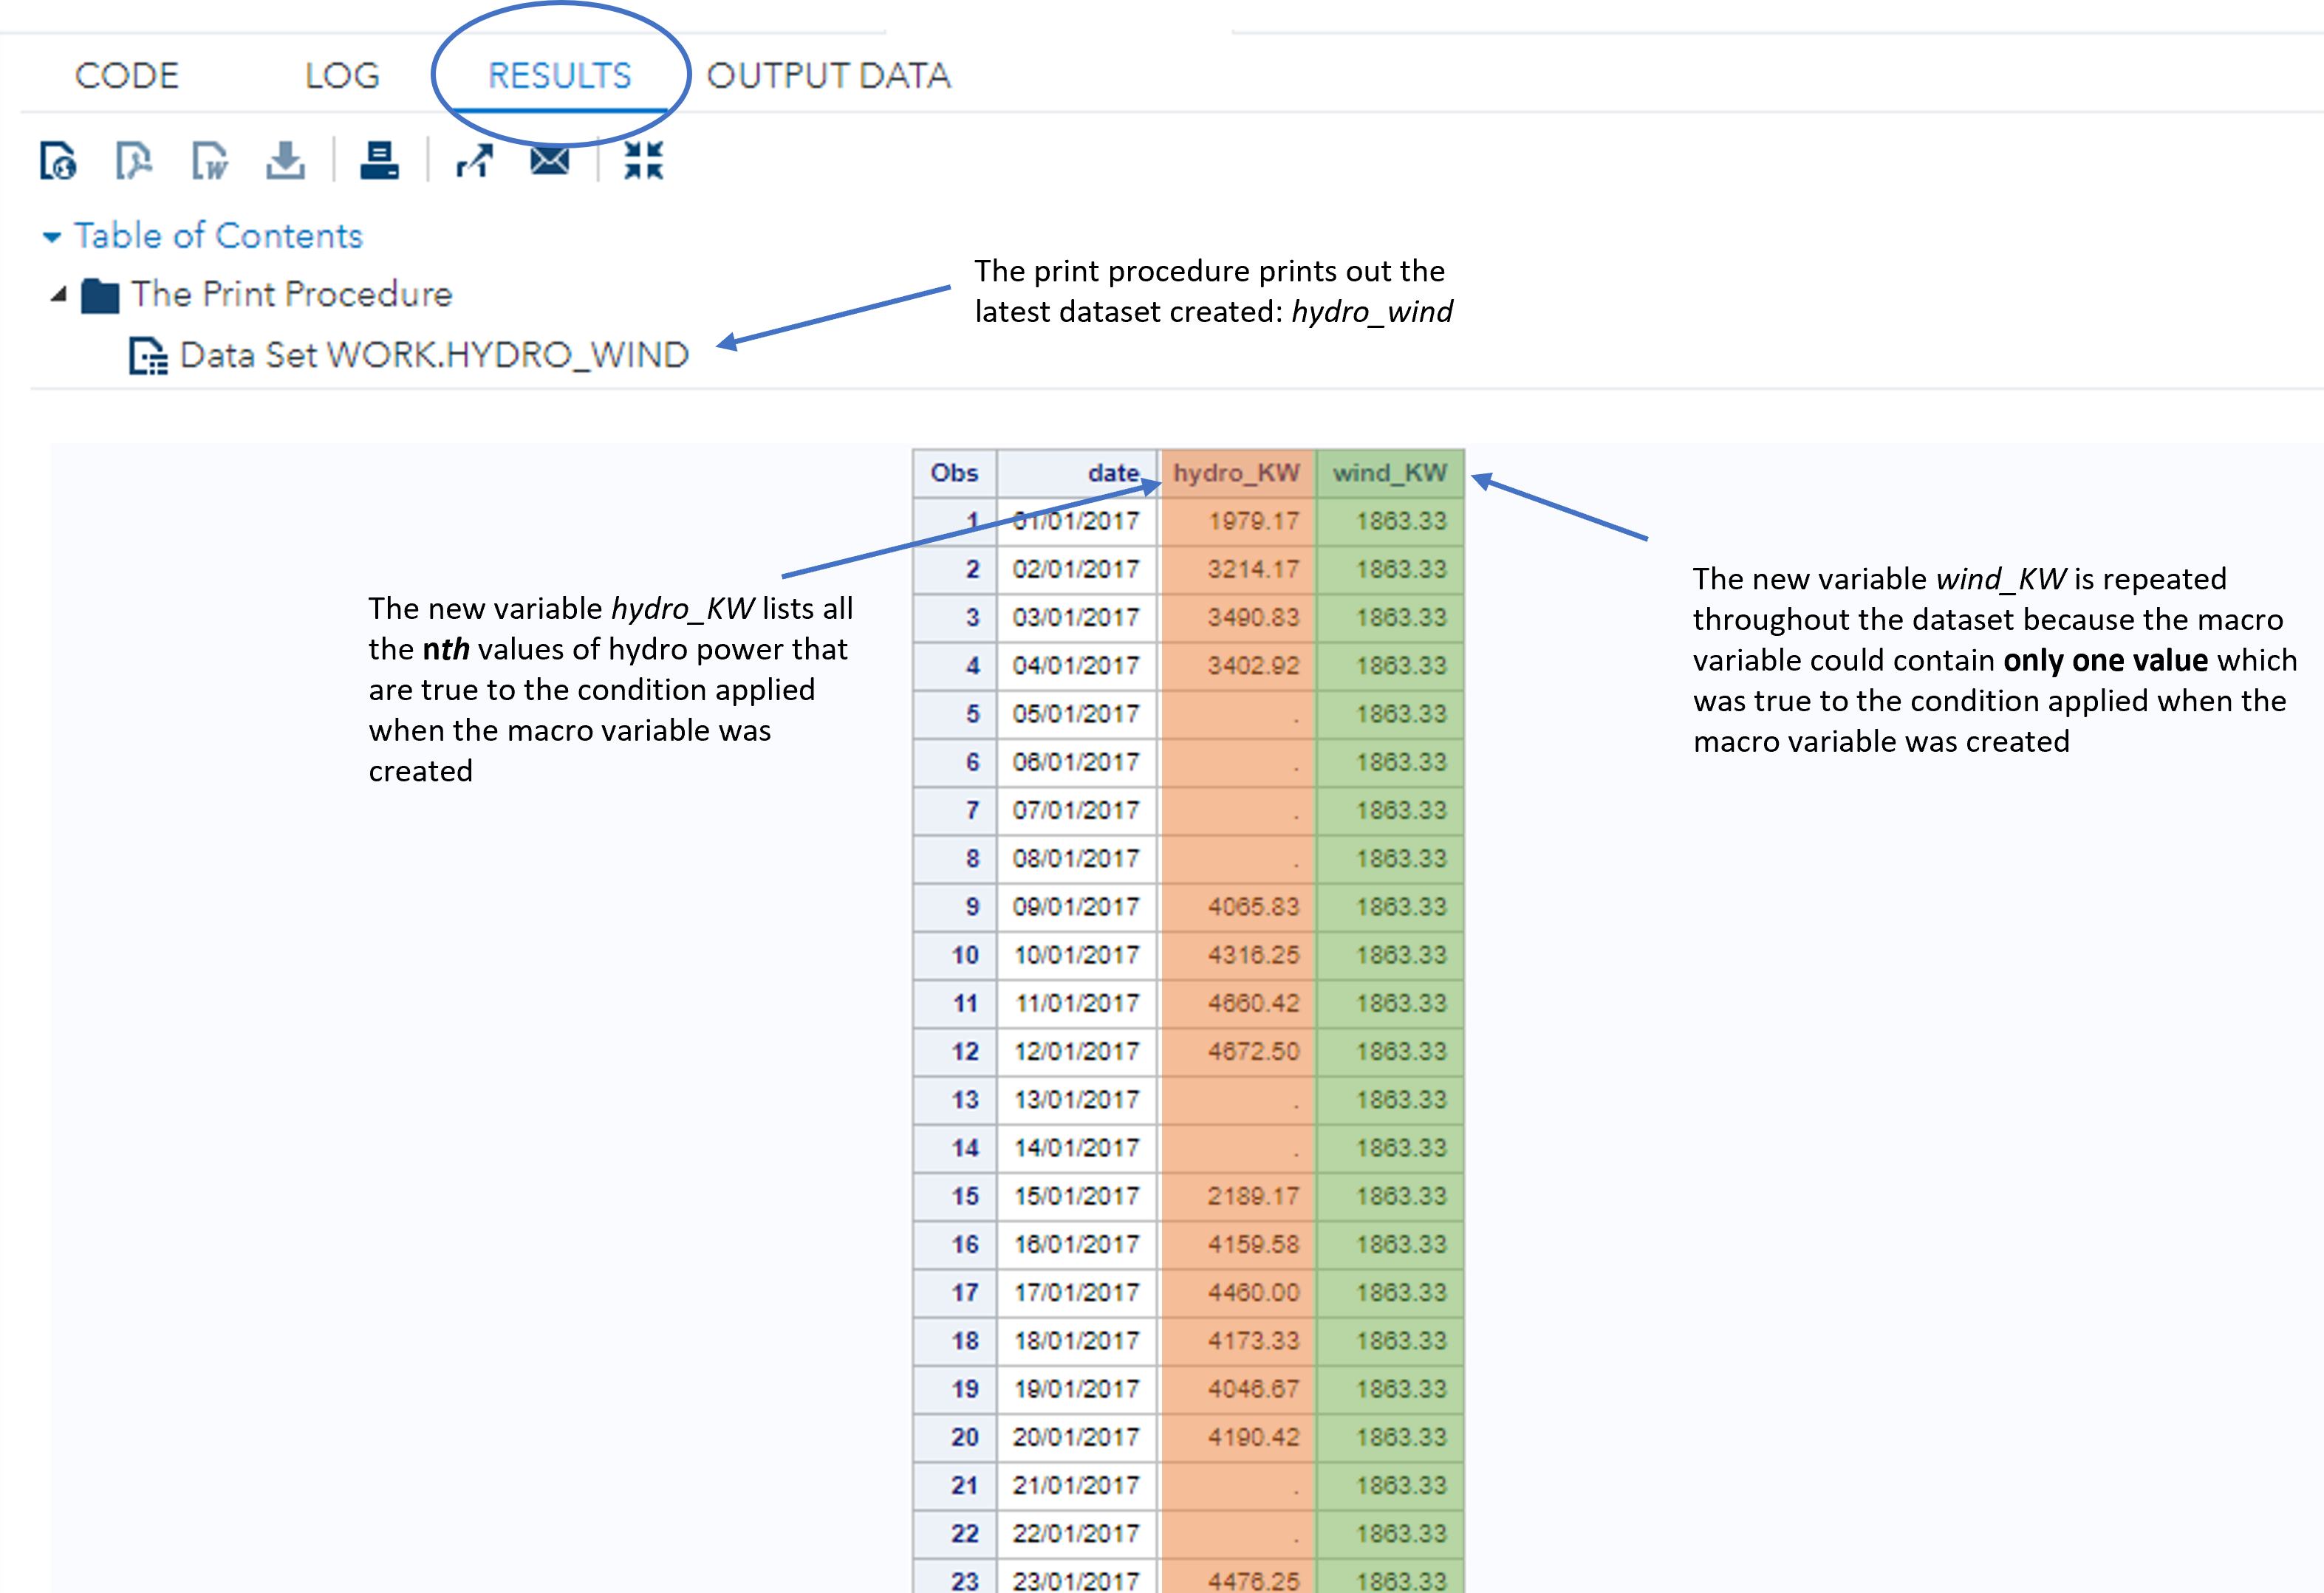 CODE LOG RESULTS OUTPUT DATA
Table of Contents
The Print Procedure
Data Set WORK.HYDRO_WIND
The print procedure prints out the
latest dataset created: hydro_wind
The new variable hydro_KW lists all
the nth values of hydro power that
are true to the condition applied
when the macro variable was
created
The new variable wind_KW is repeated
throughout the dataset because the macro
variable could contain only one value which
was true to the condition applied when the
macro variable was created
Obs date hydro_KW wind_KW
1 01/01/2017 1979.17 1863.33
2 02/01/2017 3214.17 1863.33
3 03/01/2017 3490.83 1863.33
4 04/01/2017 3402.92 1863.33
5 05/01/2017 . 1863.33
6 06/01/2017 . 1863.33
7 07/01/2017 . 1863.33
8 08/01/2017 . 1863.33
9 09/01/2017 4065.83 1863.33
10 10/01/2017 4316.25 1863.33
11 11/01/2017 4660.42 1863.33
12 12/01/2017 4672.50 1863.33
13 13/01/2017 . 1863.33
14 14/01/2017 . 1863.33
15 15/01/2017 2189.17 1863.33
16 16/01/2017 4159.58 1863.33
17 17/01/2017 4460.00 1863.33
18 18/01/2017 4173.33 1863.33
19 19/01/2017 4046.67 1863.33
20 20/01/2017 4190.42 1863.33
21 21/01/2017 . 1863.33
22 22/01/2017 . 1863.33
23 23/01/2017 4476.25 1863.33